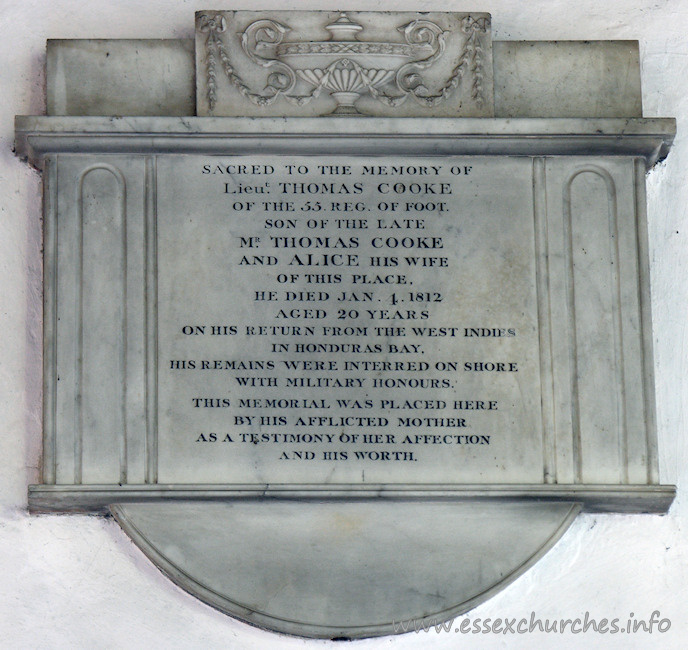 SACRED TO THE MEMORY OF
Lieut. THOMAS COOKE
OF THE 55 REG. OF FOOT.
SON OF THE LATE
MR. THOMAS COOKE
AND ALICE HIS WIFE
OF THIS PLACE.
HE DIED JAN. 4. 1812
AGED 20 YEARS
ON HIS RETURN FROM THE WEST INDIES
IN HONDURAS BAY.
HIS REMAINS WERE INTERRED ON SHORE
WITH MILITARY HONOURS.
THIS MEMORIAL WAS PLACED HERE
BY HIS AFFLICTED MOTHER
AS A TESTIMONY OF HER AFFECTION
AND HIS WORTH.
www.essexchurches.info